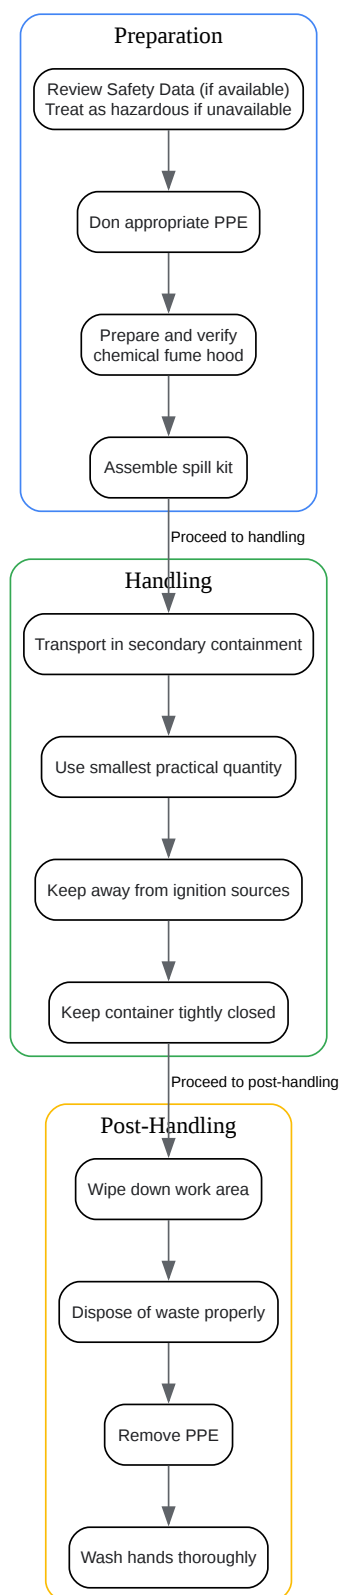 Preparation
Review Safety Data (if available)
Treat as hazardous if unavailable
Don appropriate PPE
Prepare and verify
chemical fume hood
Assemble spill kit
Proceed to handling
Handling
Transport in secondary containment
Use smallest practical quantity
Keep away from ignition sources
Keep container tightly closed
Proceed to post-handling
Post-Handling
Wipe down work area
Dispose of waste properly
Remove PPE
Wash hands thoroughly